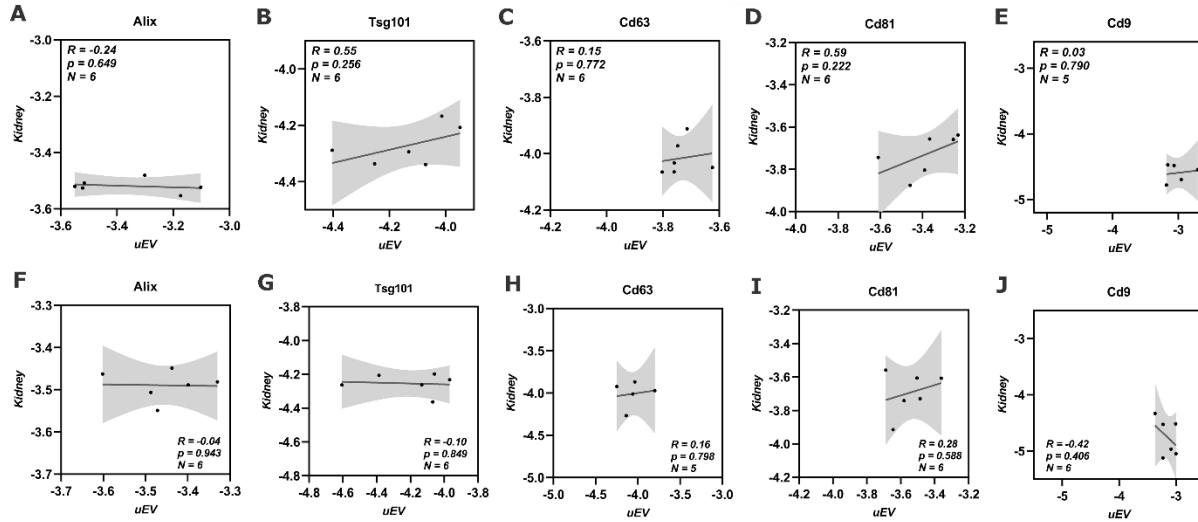 A
Alix
R = -0.24
p = 0.649
N = 6
-3.0
-3.2
-3.4
-3.6
Kidney
-3.6
-3.4
-3.2
-3.0
uEV
B
Tsg101
R = 0.55
p = 0.256
N = 6
-4.0
-4.2
-4.4
Kidney
-4.4
-4.2
-4.0
uEV
C
Cd63
R = 0.15
p = 0.772
N = 6
-3.6
-3.8
-4.0
-4.2
Kidney
-4.2
-4.0
-3.8
-3.6
uEV
D
Cd81
R = 0.59
p = 0.222
N = 6
-3.2
-3.4
-3.6
-3.8
-4.0
Kidney
-4.0
-3.8
-3.6
-3.4
-3.2
uEV
E
Cd9
R = 0.03
p = 0.790
N = 5
-3
-4
-5
Kidney
-5
-4
-3
uEV
F
Alix
-3.3
-3.4
-3.5
-3.6
-3.7
Kidney
R = -0.04
p = 0.943
N = 6
-3.7
-3.6
-3.5
-3.4
-3.3
uEV
G
Tsg101
-3.8
-4.0
-4.2
-4.4
-4.6
-4.8
Kidney
R = -0.10
p = 0.849
N = 6
-4.8
-4.6
-4.4
-4.2
-4.0
-3.8
uEV
H
Cd63
-3.0
-3.5
-4.0
-4.5
-5.0
Kidney
R = 0.16
p = 0.798
N = 5
-5.0
-4.5
-4.0
-3.5
-3.0
uEV
I
Cd81
-3.2
-3.4
-3.6
-3.8
-4.0
-4.2
Kidney
R = 0.28
p = 0.588
N = 6
-4.2
-4.0
-3.8
-3.6
-3.4
-3.2
uEV
J
Cd9
-3
-4
-5
Kidney
R = -0.42
p = 0.406
N = 6
-5
-4
-3
uEV